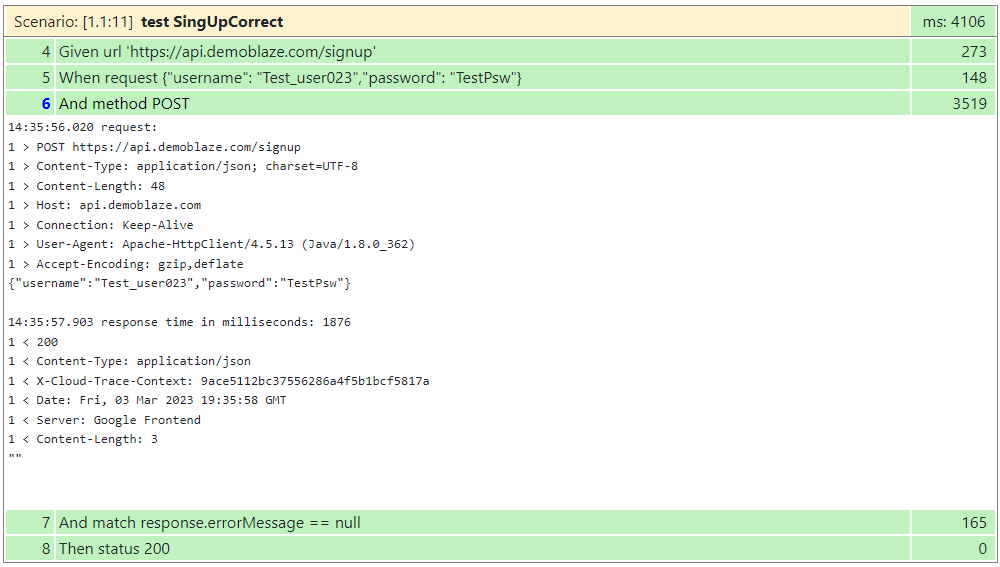 Scenario: [1.1:11] test SingUpCorrect ms: 4106
4 Given url 'https://api.demoblaze.com/signup' 273
5 When request {"username": "Test_user023","password": "TestPsw"} 148
6 And method POST 3519
14:35:56.020 request:
1 > POST https://api.demoblaze.com/signup
1 > Content-Type: application/json; charset=UTF-8
1 > Content-Length: 48
1 > Host: api.demoblaze.com
1 > Connection: Keep-Alive
1 > User-Agent: Apache-HttpClient/4.5.13 (Java/1.8.0_362)
1 > Accept-Encoding: gzip,deflate
{"username":"Test_user023","password":"TestPsw"}
14:35:57.903 response time in milliseconds: 1876
1 < 200
1 < Content-Type: application/json
1 < X-Cloud-Trace-Context: 9ace5112bc37556286a4f5b1bcf5817a
1 < Date: Fri, 03 Mar 2023 19:35:58 GMT
1 < Server: Google Frontend
1 < Content-Length: 3
""
7 And match response.errorMessage == null 165
8 Then status 200 0